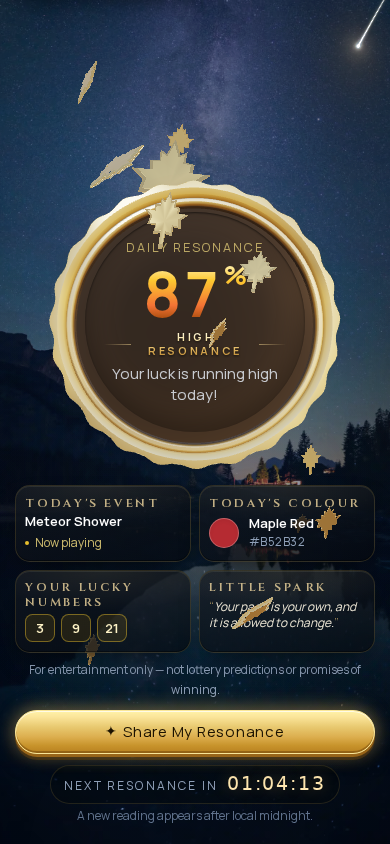 DAILY RESONANCE
87%
HIGH
RESONANCE
Your luck is running high
today!
TODAY'S EVENT
Meteor Shower
• Now playing
TODAY'S COLOUR
Maple Red
#B52B32
YOUR LUCKY
NUMBERS
3 9 21
LITTLE SPARK
"Your pa is your own, and
it is allowed to change."
For entertainment only — not lottery predictions or promises of
winning.
✦ Share My Resonance
NEXT RESONANCE IN 01:04:13
A new reading appears after local midnight.